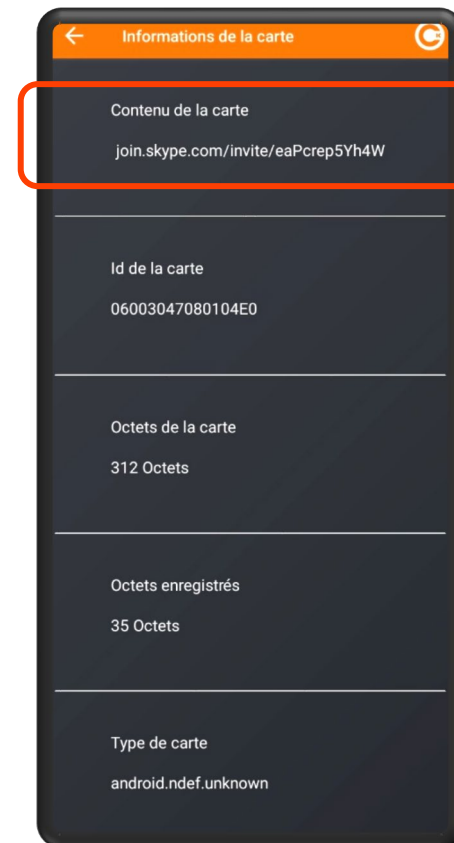 Informations de la carte
Contenu de la carte
join.skype.com/invite/eaPcrep5Yh4W
Id de la carte
06003047080104E0
Octets de la carte
312 Octets
Octets enregistrés
35 Octets
Type de carte
android.ndef.unknown